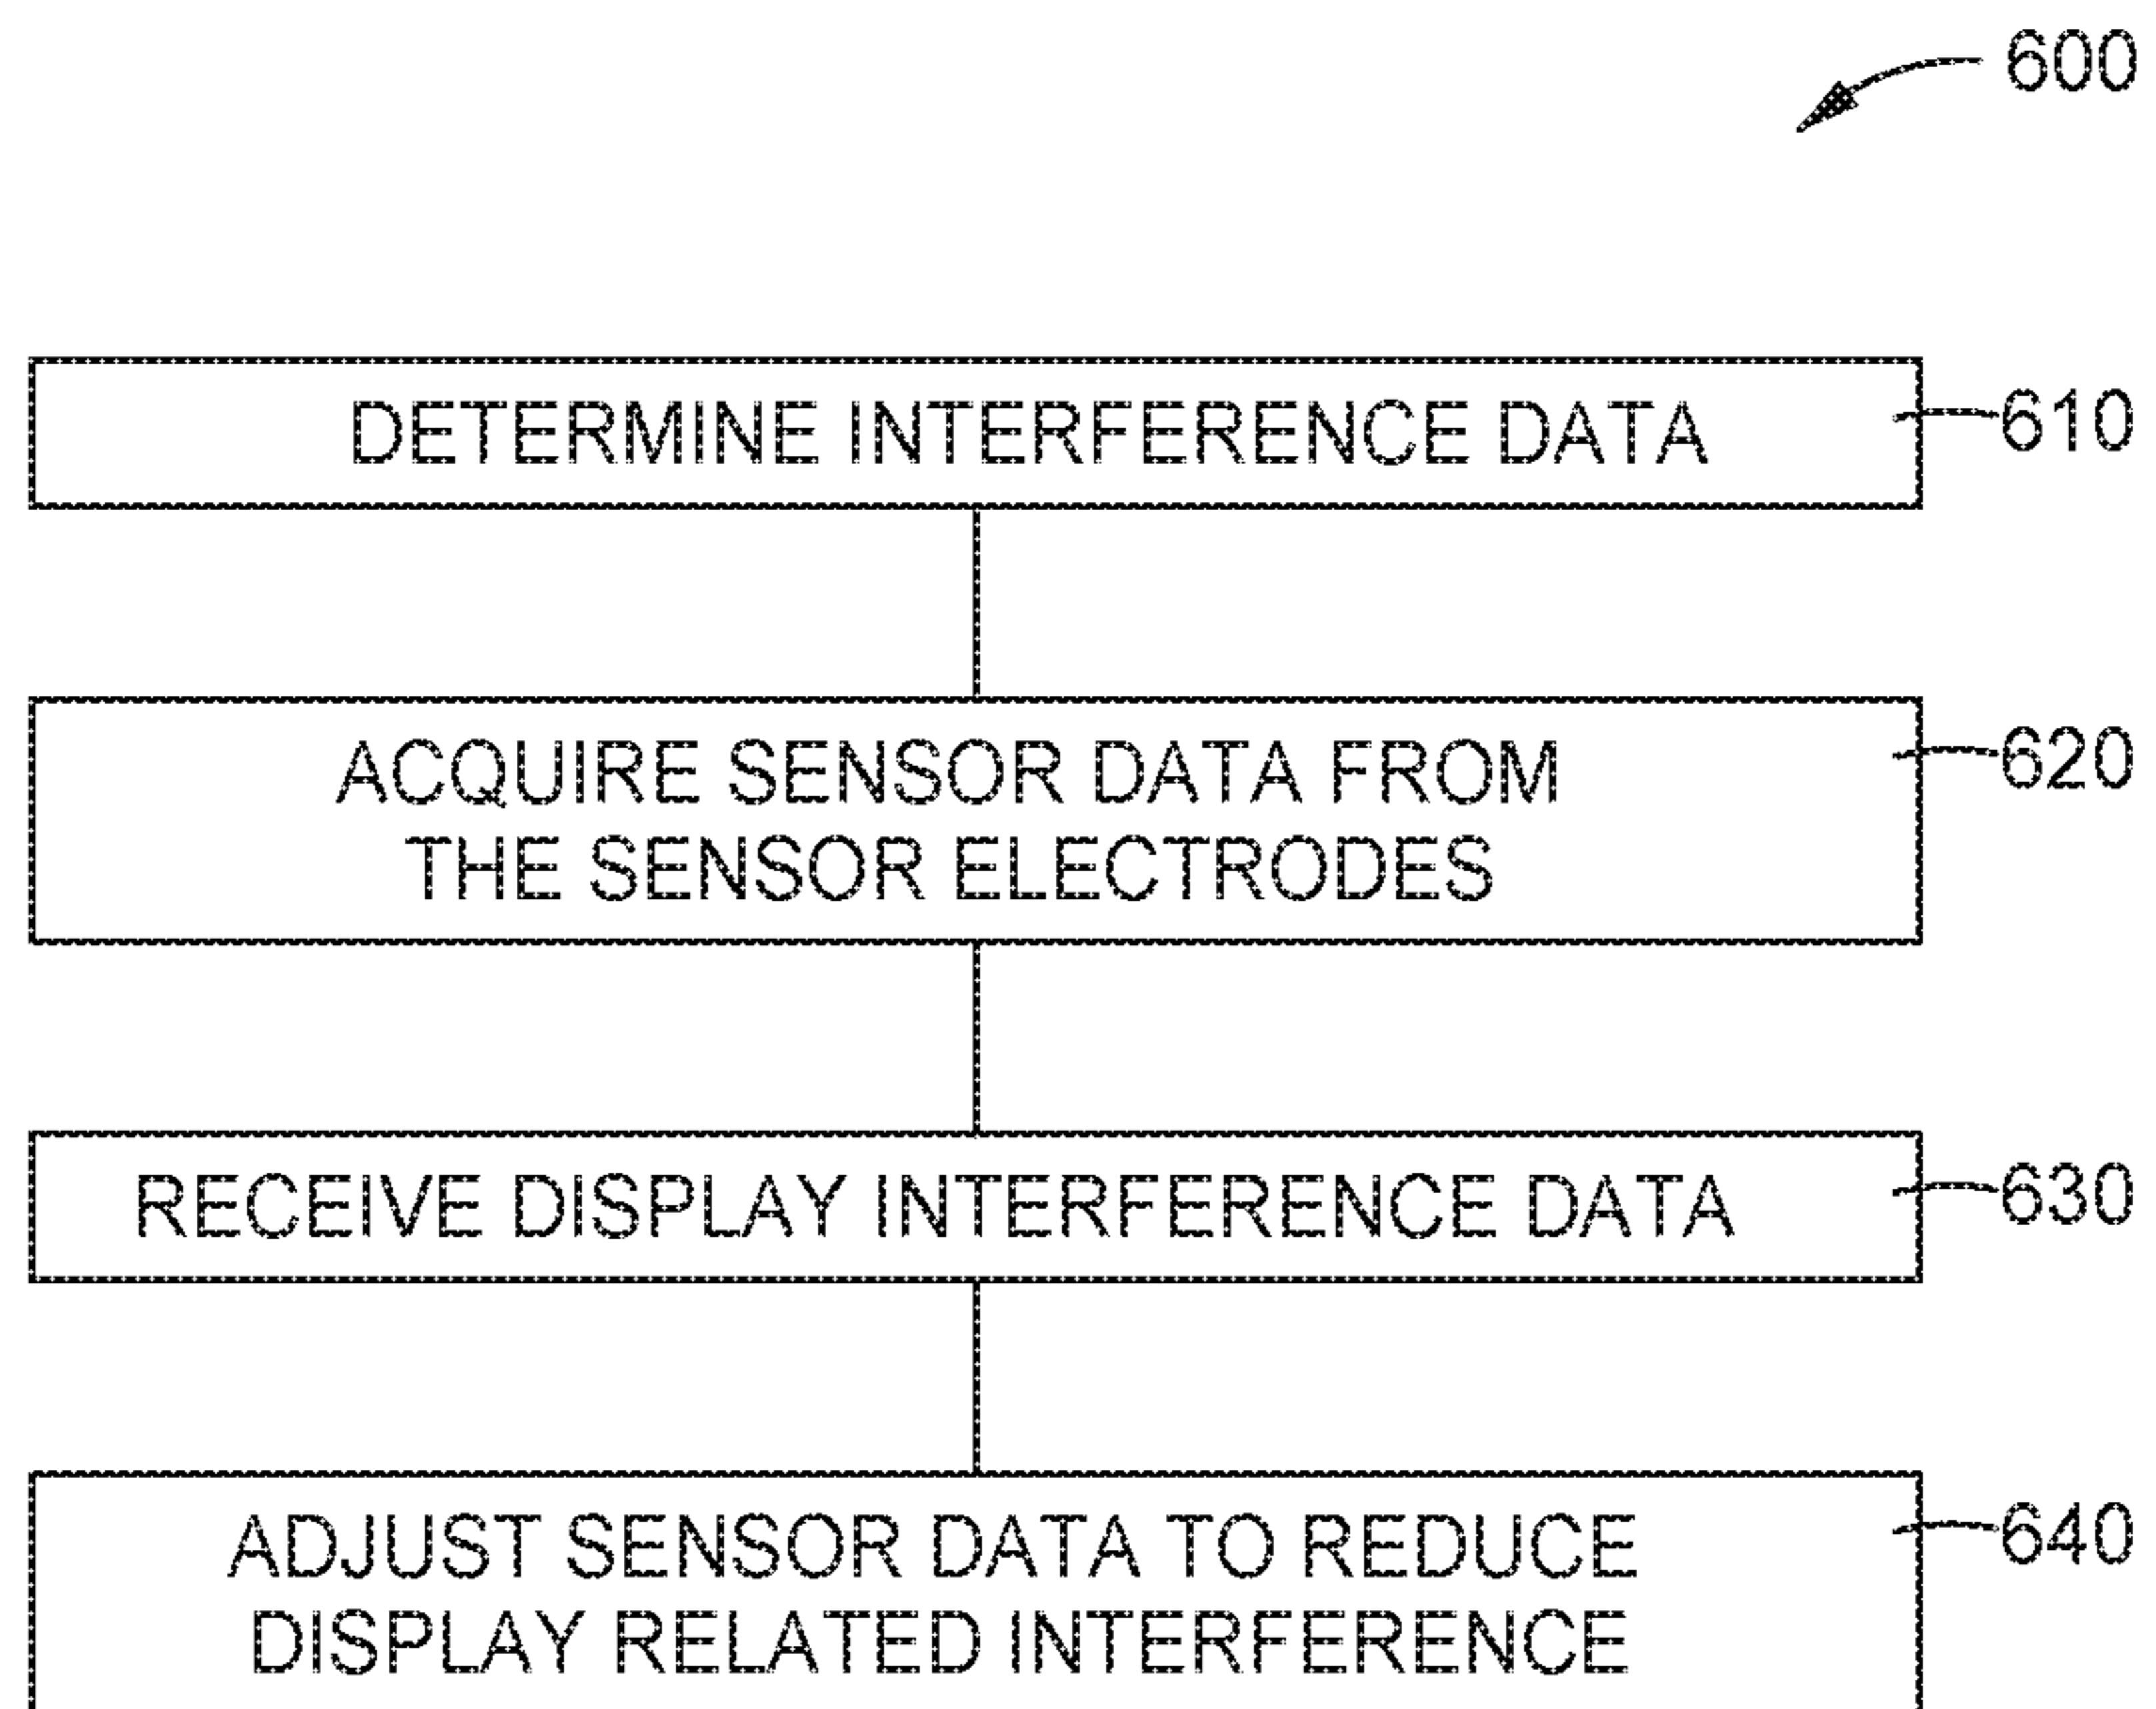 600
DETERMINE INTERFERENCE DATA
610
ACQUIRE SENSOR DATA FROM
620
THE SENSOR ELECTRODES
RECEIVE DISPLAY INTERFERENCE DATA
630
ADJUST SENSOR DATA TO REDUCE
640
DISPLAY RELATED INTERFERENCE